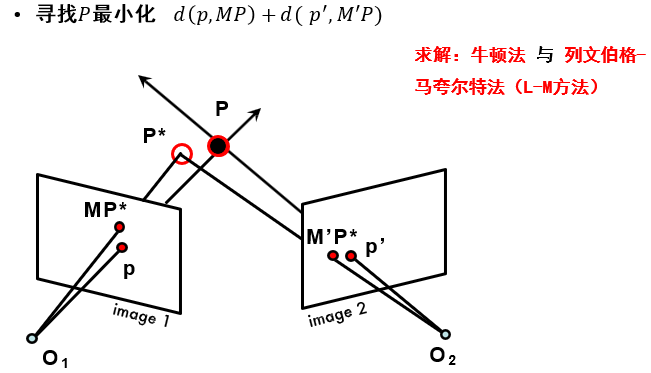 • 寻找P最小化 d(p,MP)+d( p′,M′P)
求解：牛顿法 与 列文伯格-
马夸尔特法（L-M方法）
P
P*
MP*
p
M’P*
p’
image 1
image 2
O1
O2